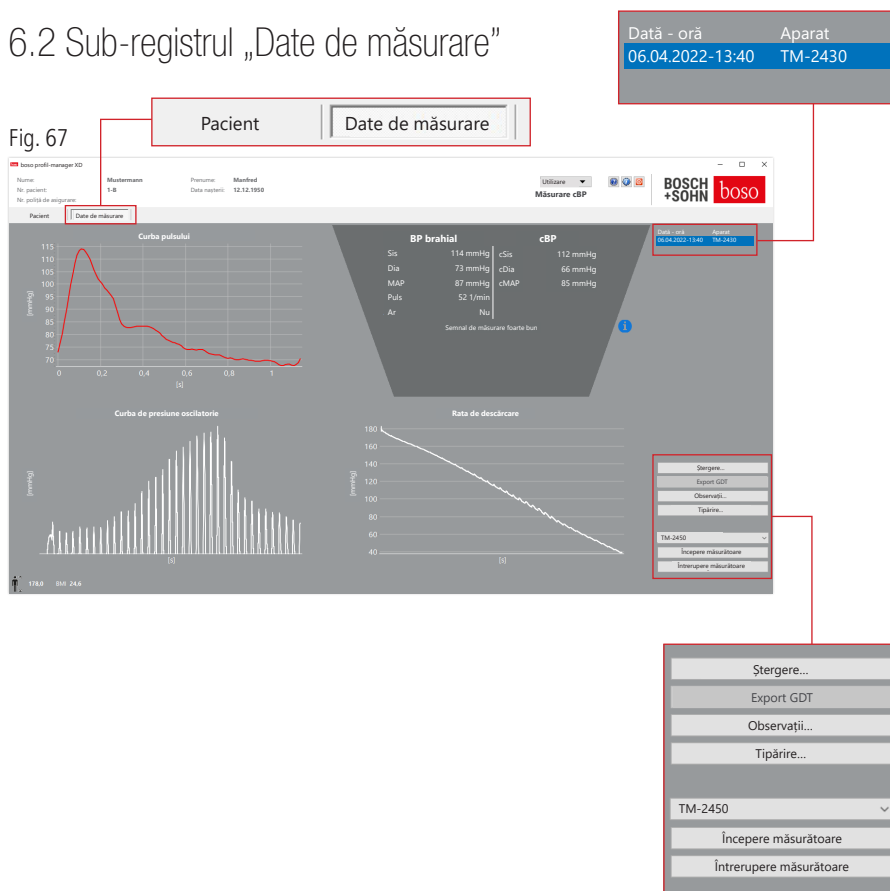 6.2 Sub-registrul „Date de măsurare”
Dată - oră Aparat
06.04.2022-13:40 TM-2430
Fig. 67
Pacient Date de măsurare
boso profil-manager XD
Nume: Mustermann Prenume: Manfred
Nr. pacient: 1-B Data nașterii: 12.12.1950
Nr. poliță de asigurare:
Utilizare
Măsurare cBP
BOSCH
+SOHN
boso
Pacient Date de măsurare
Curba pulsului
[mmHg]
115
110
105
100
95
90
85
80
75
70
0 0,2 0,4 0,6 0,8 1
[s]
BP brahial cBP
Sis 114 mmHg cSis 112 mmHg
Dia 73 mmHg cDia 66 mmHg
MAP 87 mmHg cMAP 85 mmHg
Puls 52 1/min
Ar Nu
Semnal de măsurare foarte bun
i
Dată - oră Aparat
06.04.2022-13:40 TM-2430
Curba de presiune oscilatorie
[mmHg]
[s]
Rata de descărcare
[mmHg]
180
160
140
120
100
80
60
40
[s]
Ștergere...
Export GDT
Observații...
Tipărire...
TM-2450
Începere măsurătoare
Întrerupere măsurătoare
178,0 BMI 24,6
Ștergere...
Export GDT
Observații...
Tipărire...
TM-2450
Începere măsurătoare
Întrerupere măsurătoare